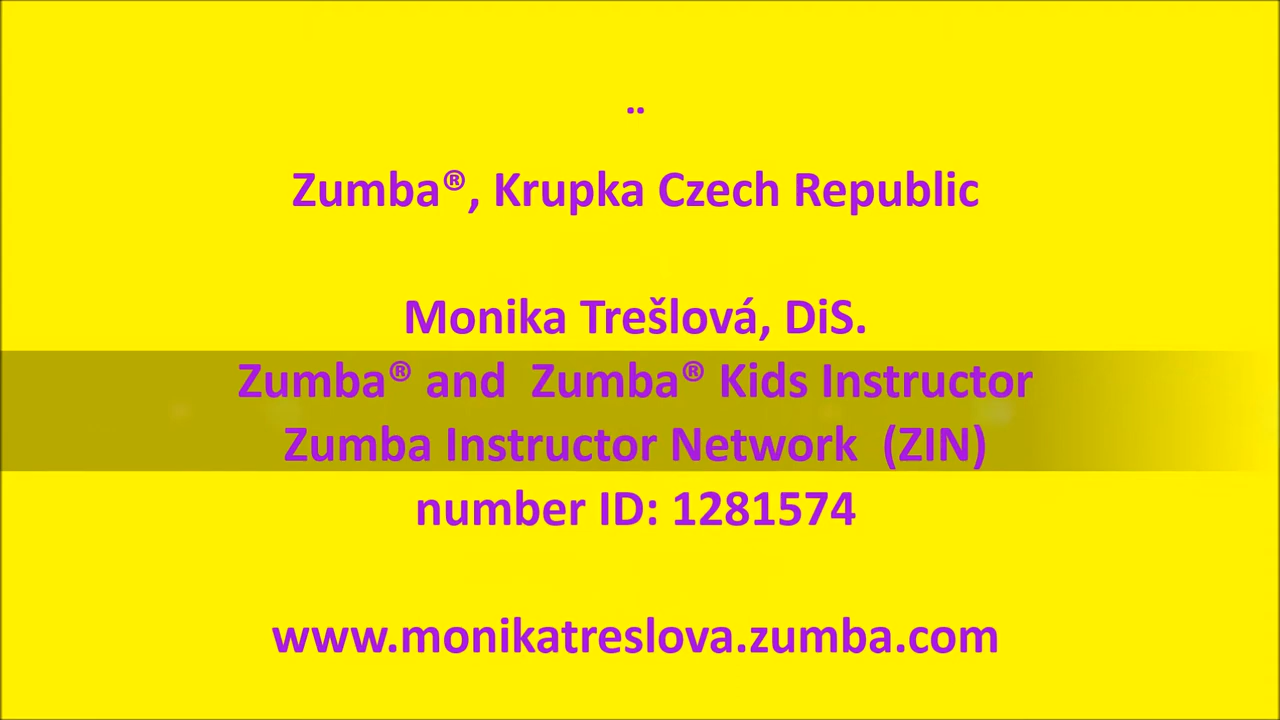 ¨
Zumba®, Krupka Czech Republic
Monika Trešlová, DiS.
Zumba® and  Zumba® Kids Instructor
Zumba Instructor Network  (ZIN)
number ID: 1281574
www.monikatreslova.zumba.com